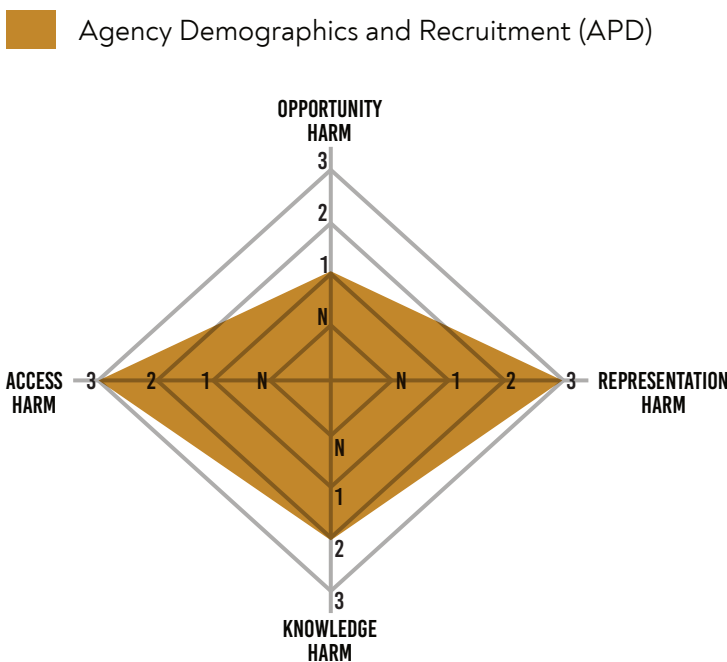 Agency Demographics and Recruitment (APD)
OPPORTUNITY
HARM
3
2
1
N
ACCESS
HARM
3 2 1 N N 1 2 3
REPRESENTATION
HARM
N
1
2
3
KNOWLEDGE
HARM